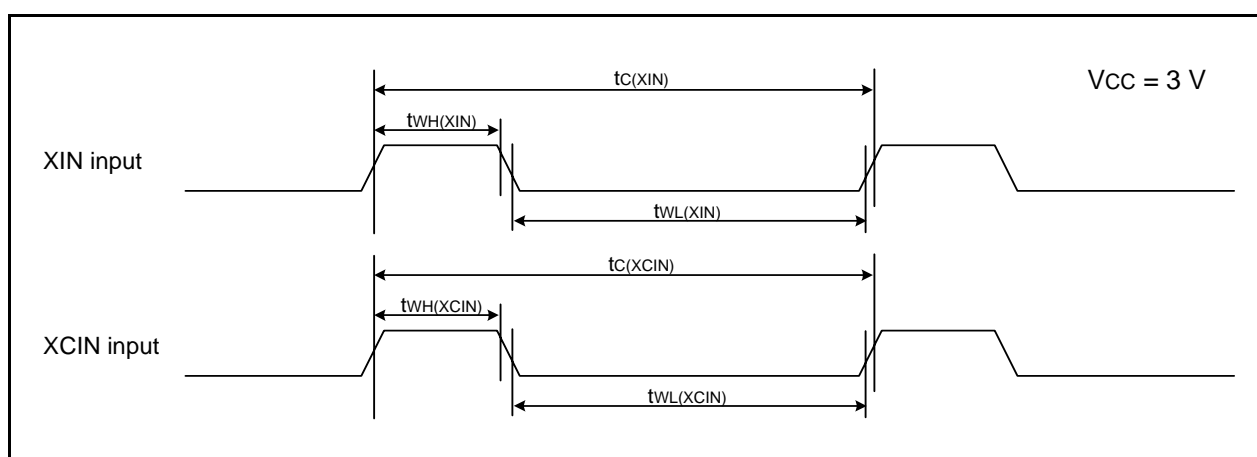 tC(XIN)
VCC = 3 V
tWH(XIN)
XIN input
tWL(XIN)
tC(XCIN)
tWH(XCIN)
XCIN input
tWL(XCIN)